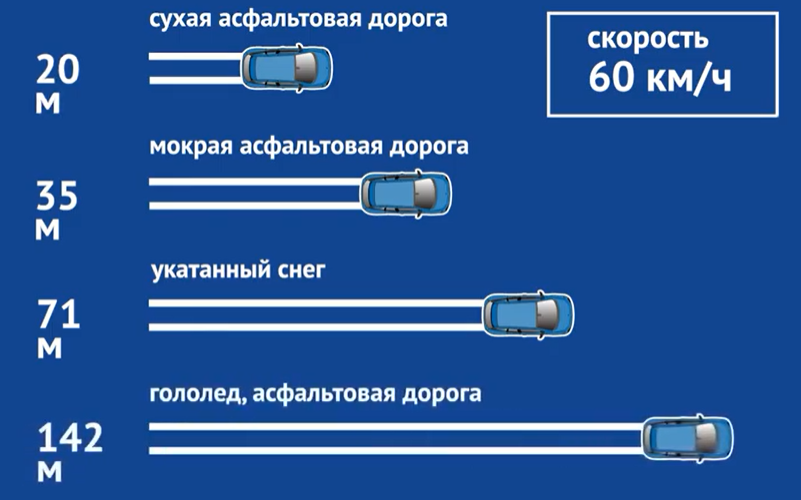 сухая асфальтовая дорога
скорость
60 км/ч
20
м
мокрая асфальтовая дорога
35
м
укатанный снег
71
м
гололед, асфальтовая дорога
142
м